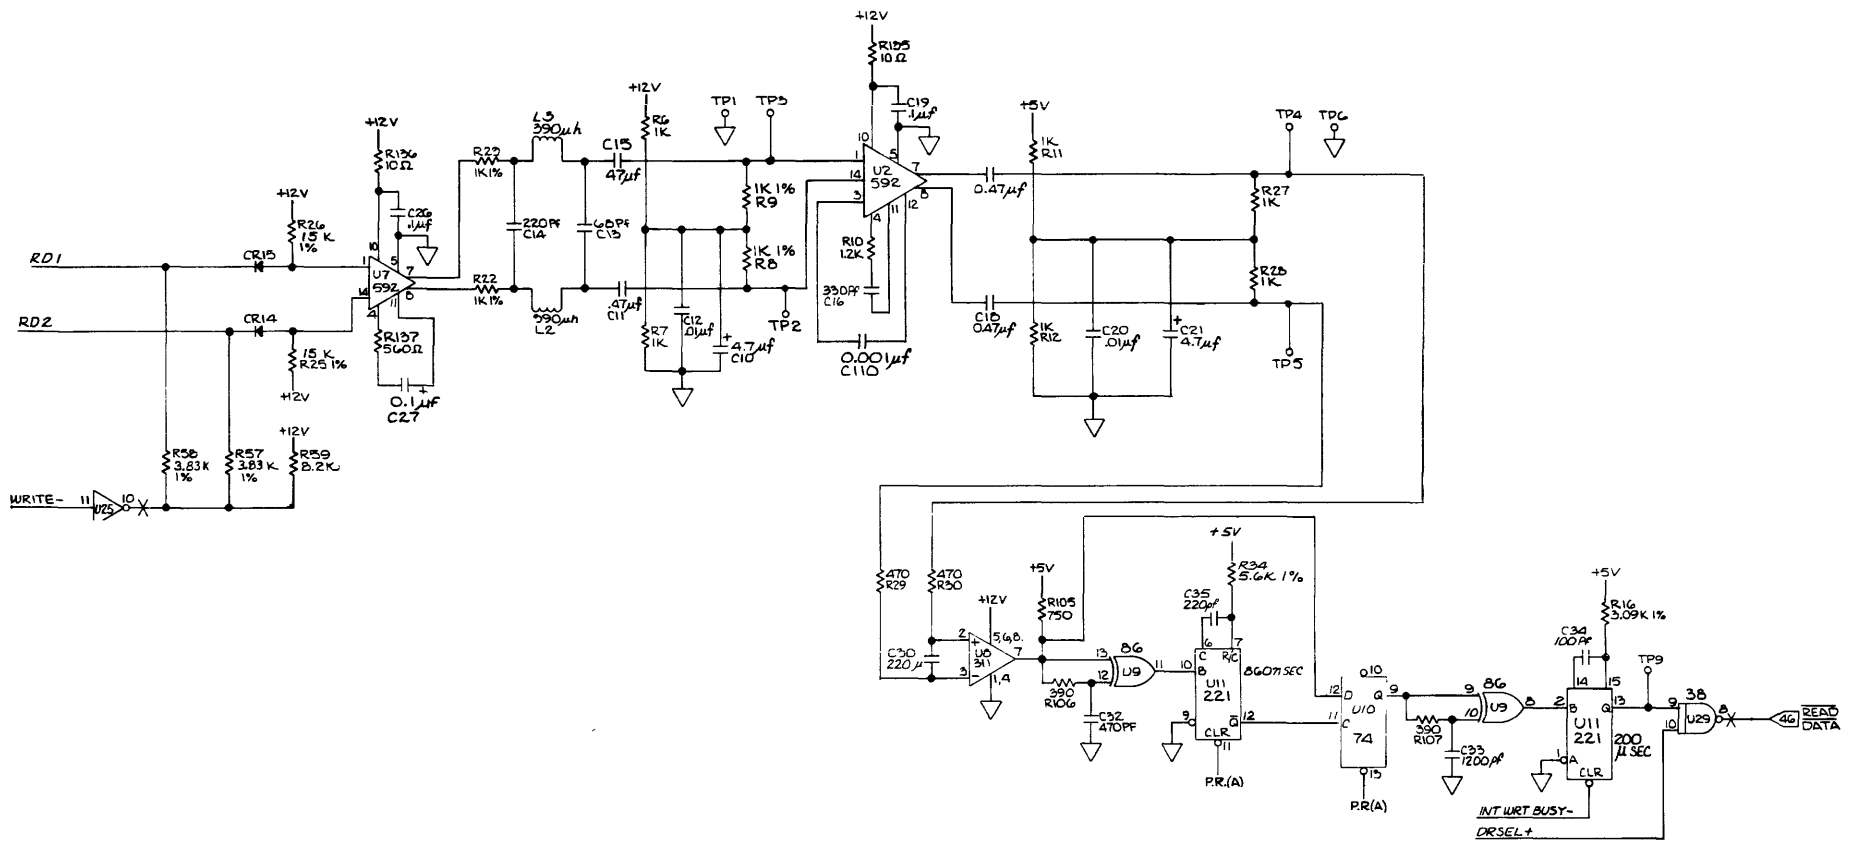 +12V
R135
10Ω
C19
.1µf
10
5
1
14
3
U2
592
7
8
4
11
12
R10
1.2K
330Pf
C16
0.001µf
C110
+12V
R136
10Ω
C26
.1µf
10
5
1
14
U7
592
7
8
11
4
R137
560Ω
+
0.1µf
C27
+12V
R26
15 K
1%
RD1
CR15
RD2
CR14
15 K
R25 1%
+12V
+12V
R58
3.83K
1%
R57
3.83K
1%
R59
8.2K
WRITE-
11
U25
10
R23
1K1%
L3
390µh
220Pf
C14
R22
1K1%
390µh
L2
68Pf
C13
C15
.47µf
.47µf
C11
+12V
R6
1K
R7
1K
C12
.01µf
+
4.7µf
C10
TP1
TP3
1K 1%
R9
1K 1%
R8
TP2
0.47µf
C18
0.47µf
+5V
1K
R11
1K
R12
C20
.01µf
+
C21
4.7µf
TP4
TP6
R27
1K
R28
1K
TP5
470
R29
470
R30
C30
220µ
+12V
2
+
3
-
5,6,8.
U8
311
7
1,4
+5V
R105
750
390
R106
C32
470PF
13
12
86
U9
11
+5V
R34
5.6K 1%
C35
220pf
6
7
C
R/C
10
B
U11
221
860nSEC
9
Q
12
CLR
11
P.R.(A)
10
12
D
Q
9
U10
11
C
74
13
P.R(A)
390
R107
C33
1200pf
9
10
86
U9
8
+5V
R16
3.09K 1%
C34
100Pf
14
15
2
B
Q
13
U11
221
200
µSEC
1
A
CLR
TP9
9
10
38
U29
8
46
READ
DATA
INT WRT BUSY-
DRSEL+